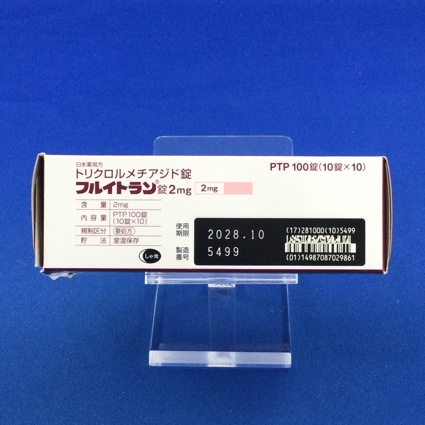 日本薬局方
トリクロルメチアジド錠
フルイトラン®錠2mg
2mg
PTP 100錠(10錠×10)
含 量 2mg
内 容 量 PTP100錠
(10錠×10)
規制区分 要処方
貯 法 室温保存
しゃ光
使用
期限 2028.10
製造
番号 5499
(17)281000(10)5499
(01)14987087029861